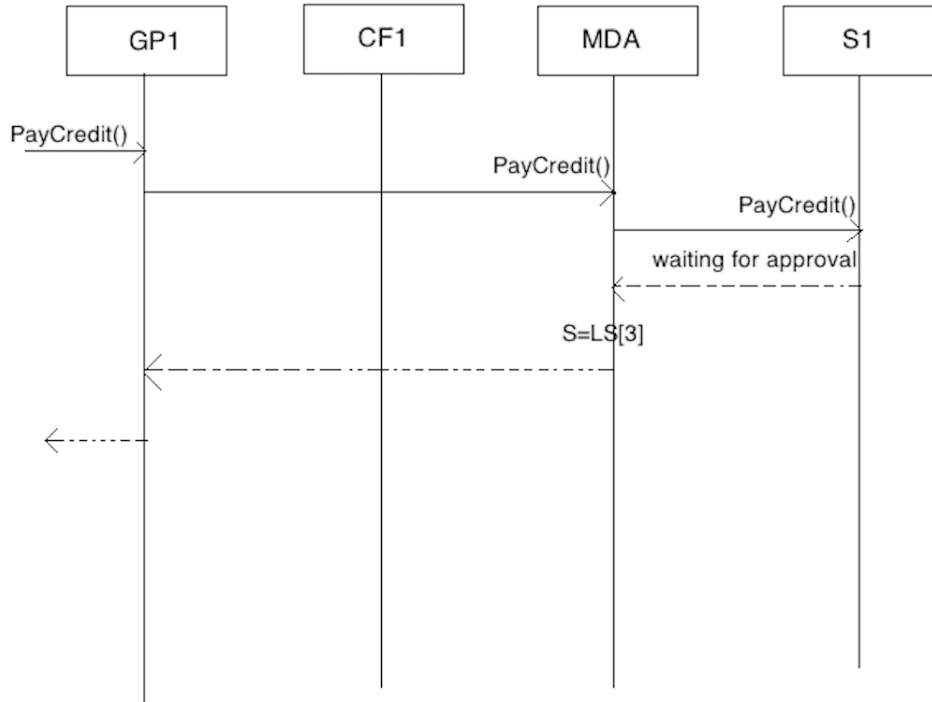 GP1
CF1
MDA
S1
PayCredit()
PayCredit()
PayCredit()
waiting for approval
S=LS[3]